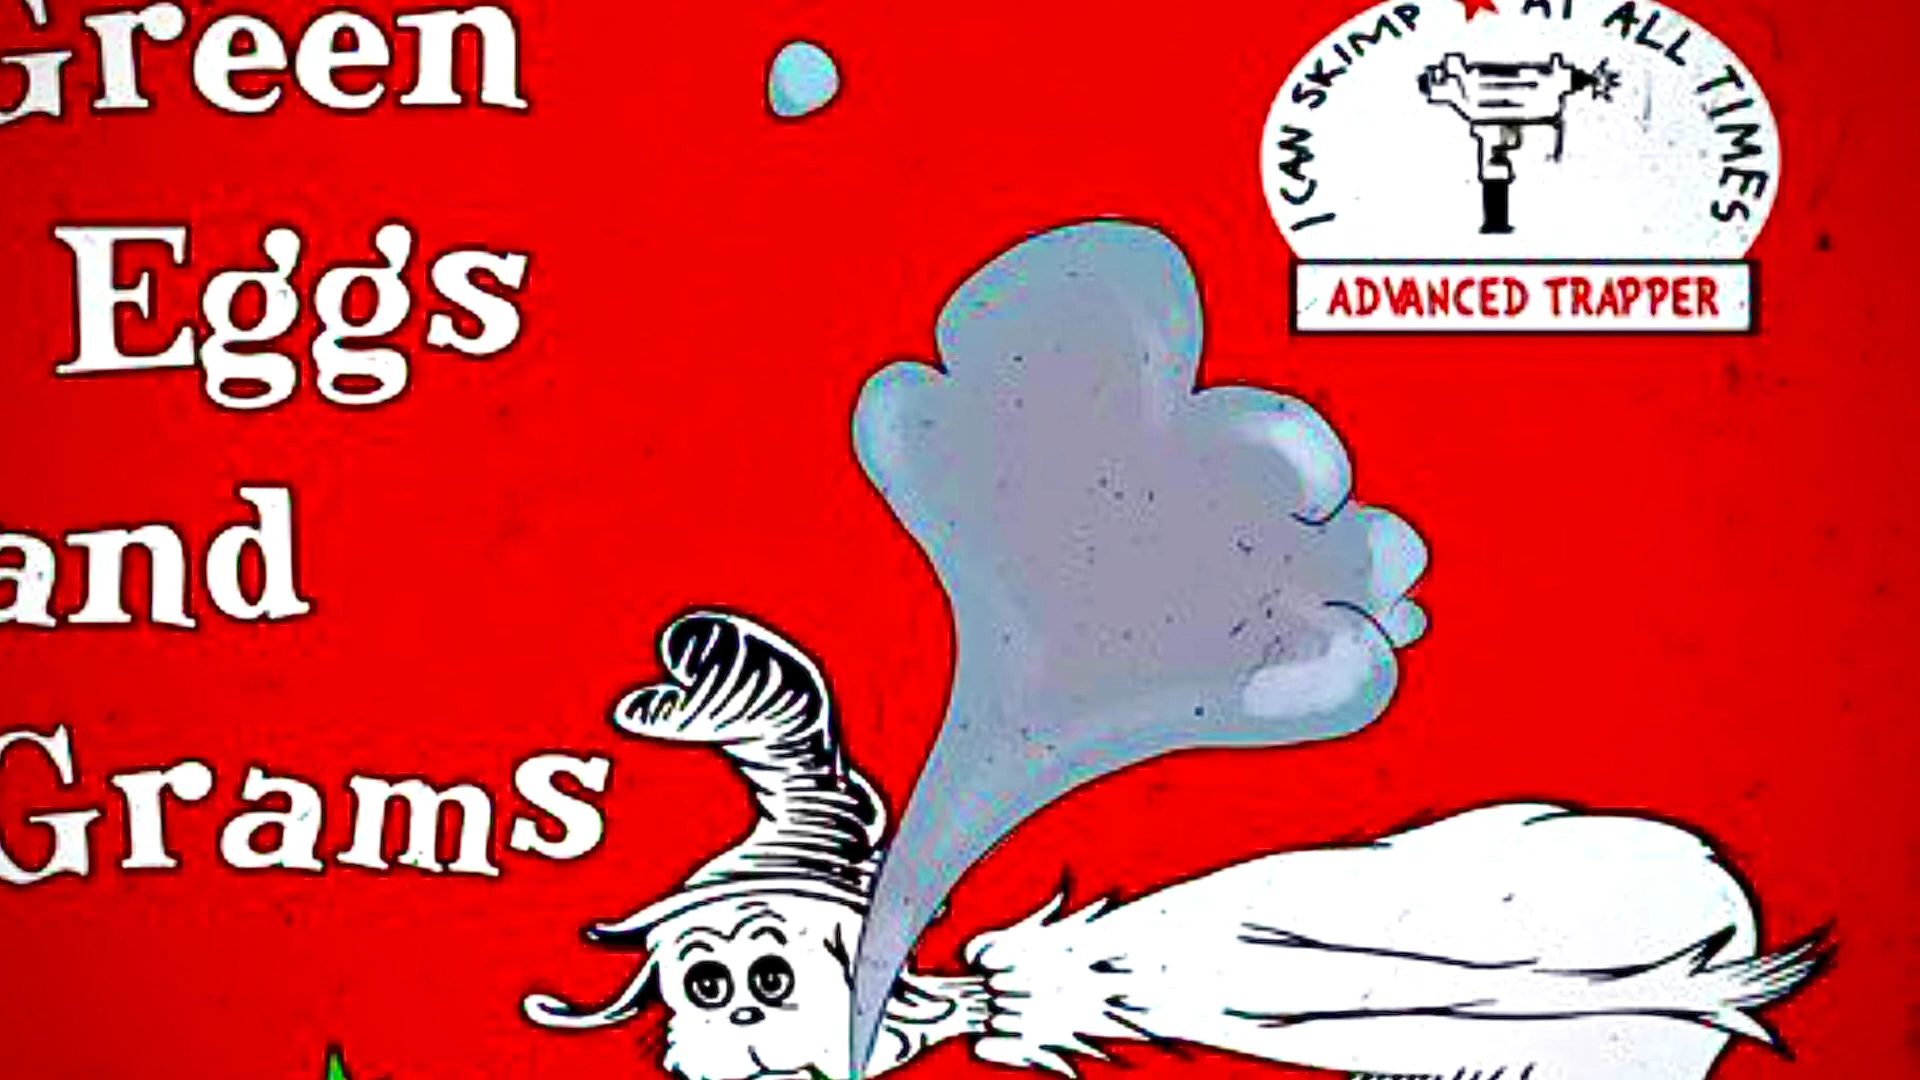 Green
Eggs
and
Grams
I CAN SKIMP AT ALL TIMES
ADVANCED TRAPPER